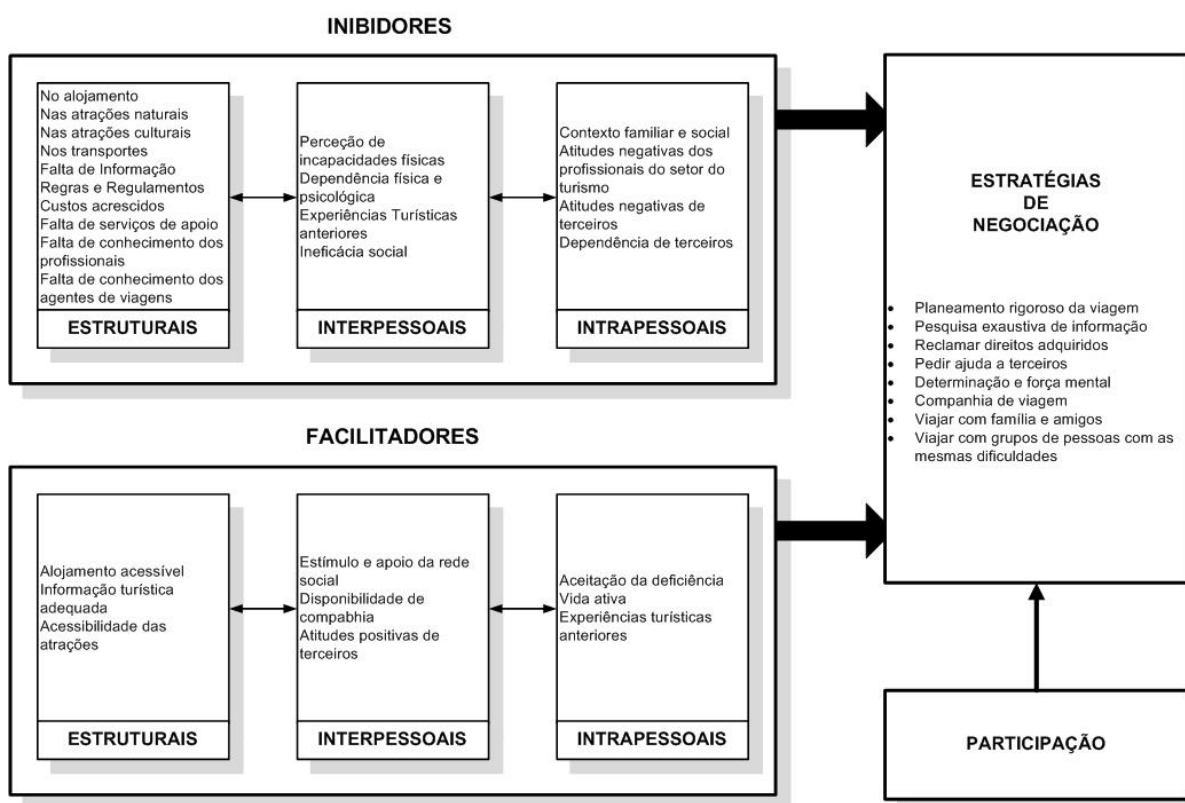 INIBIDORES
No alojamento
Nas atrações naturais
Nas atrações culturais
Nos transportes
Falta de Informação
Regras e Regulamentos
Custos acrescidos
Falta de serviços de apoio
Falta de conhecimento dos
profissionais
Falta de conhecimento dos
agentes de viagens
ESTRUTURAIS
Perceção de
incapacidades físicas
Dependência física e
psicológica
Experiências Turísticas
anteriores
Ineficácia social
INTERPESSOAIS
Contexto familiar e social
Atitudes negativas dos
profissionais do setor do
turismo
Atitudes negativas de
terceiros
Dependência de terceiros
INTRAPESSOAIS
FACILITADORES
Alojamento acessível
Informação turística
adequada
Acessibilidade das
atrações
ESTRUTURAIS
Estímulo e apoio da rede
social
Disponibilidade de
compabhia
Atitudes positivas de
terceiros
INTERPESSOAIS
Aceitação da deficiência
Vida ativa
Experiências turísticas
anteriores
INTRAPESSOAIS
ESTRATÉGIAS
DE
NEGOCIAÇÃO
• Planeamento rigoroso da viagem
• Pesquisa exaustiva de informação
• Reclamar direitos adquiridos
• Pedir ajuda a terceiros
• Determinação e força mental
• Companhia de viagem
• Viajar com família e amigos
• Viajar com grupos de pessoas com as
mesmas dificuldades
PARTICIPAÇÃO